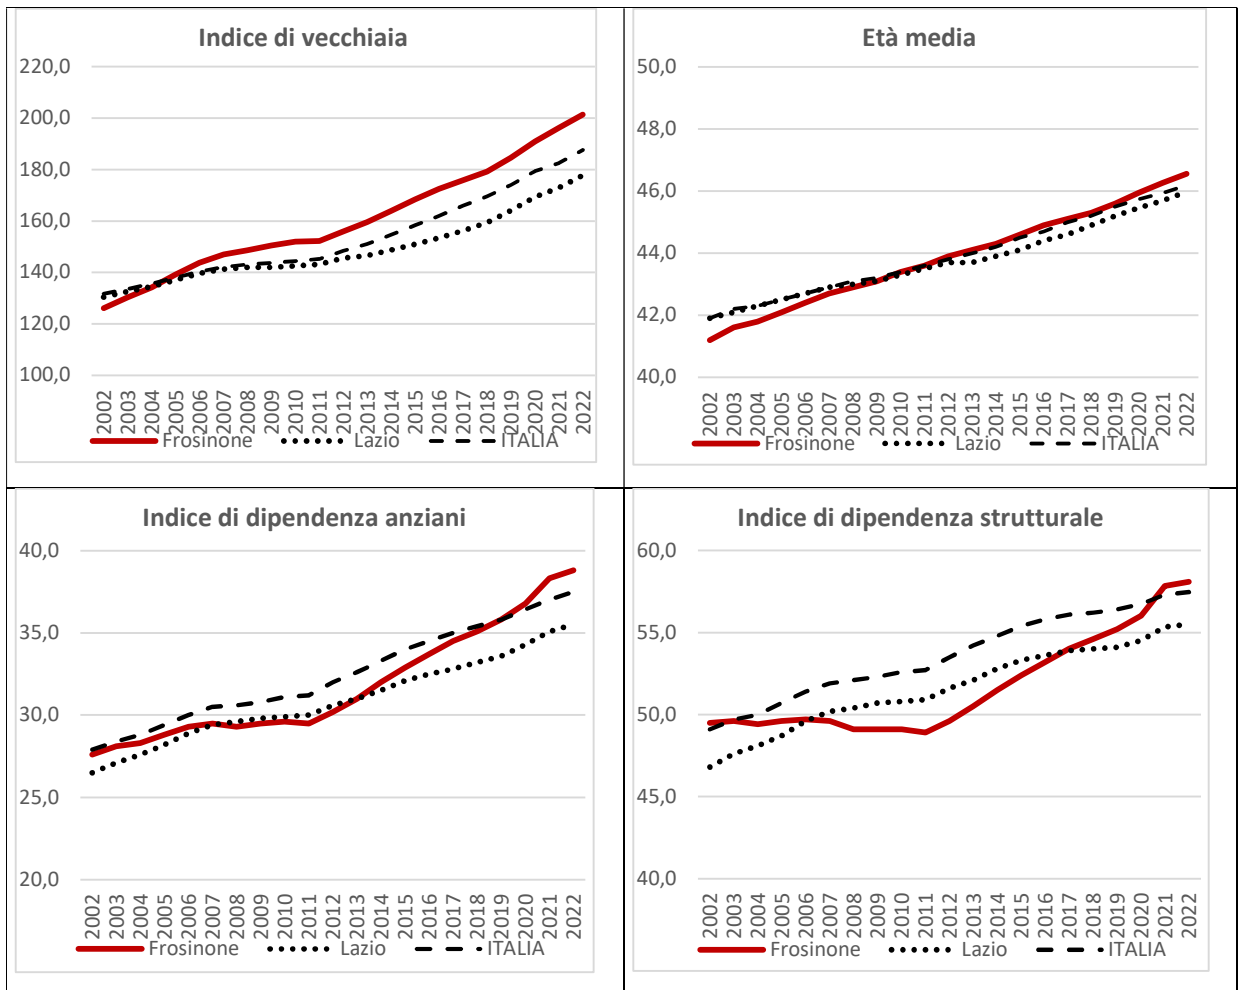 Indice di vecchiaia
220,0
200,0
180,0
160,0
140,0
120,0
100,0
2002 2003 2004 2005 2006 2007 2008 2009 2010 2011 2012 2013 2014 2015 2016 2017 2018 2019 2020 2021 2022
Frosinone Lazio ITALIA
Età media
50,0
48,0
46,0
44,0
42,0
40,0
2002 2003 2004 2005 2006 2007 2008 2009 2010 2011 2012 2013 2014 2015 2016 2017 2018 2019 2020 2021 2022
Frosinone Lazio ITALIA
Indice di dipendenza anziani
40,0
35,0
30,0
25,0
20,0
2002 2003 2004 2005 2006 2007 2008 2009 2010 2011 2012 2013 2014 2015 2016 2017 2018 2019 2020 2021 2022
Frosinone Lazio ITALIA
Indice di dipendenza strutturale
60,0
55,0
50,0
45,0
40,0
2002 2003 2004 2005 2006 2007 2008 2009 2010 2011 2012 2013 2014 2015 2016 2017 2018 2019 2020 2021 2022
Frosinone Lazio ITALIA